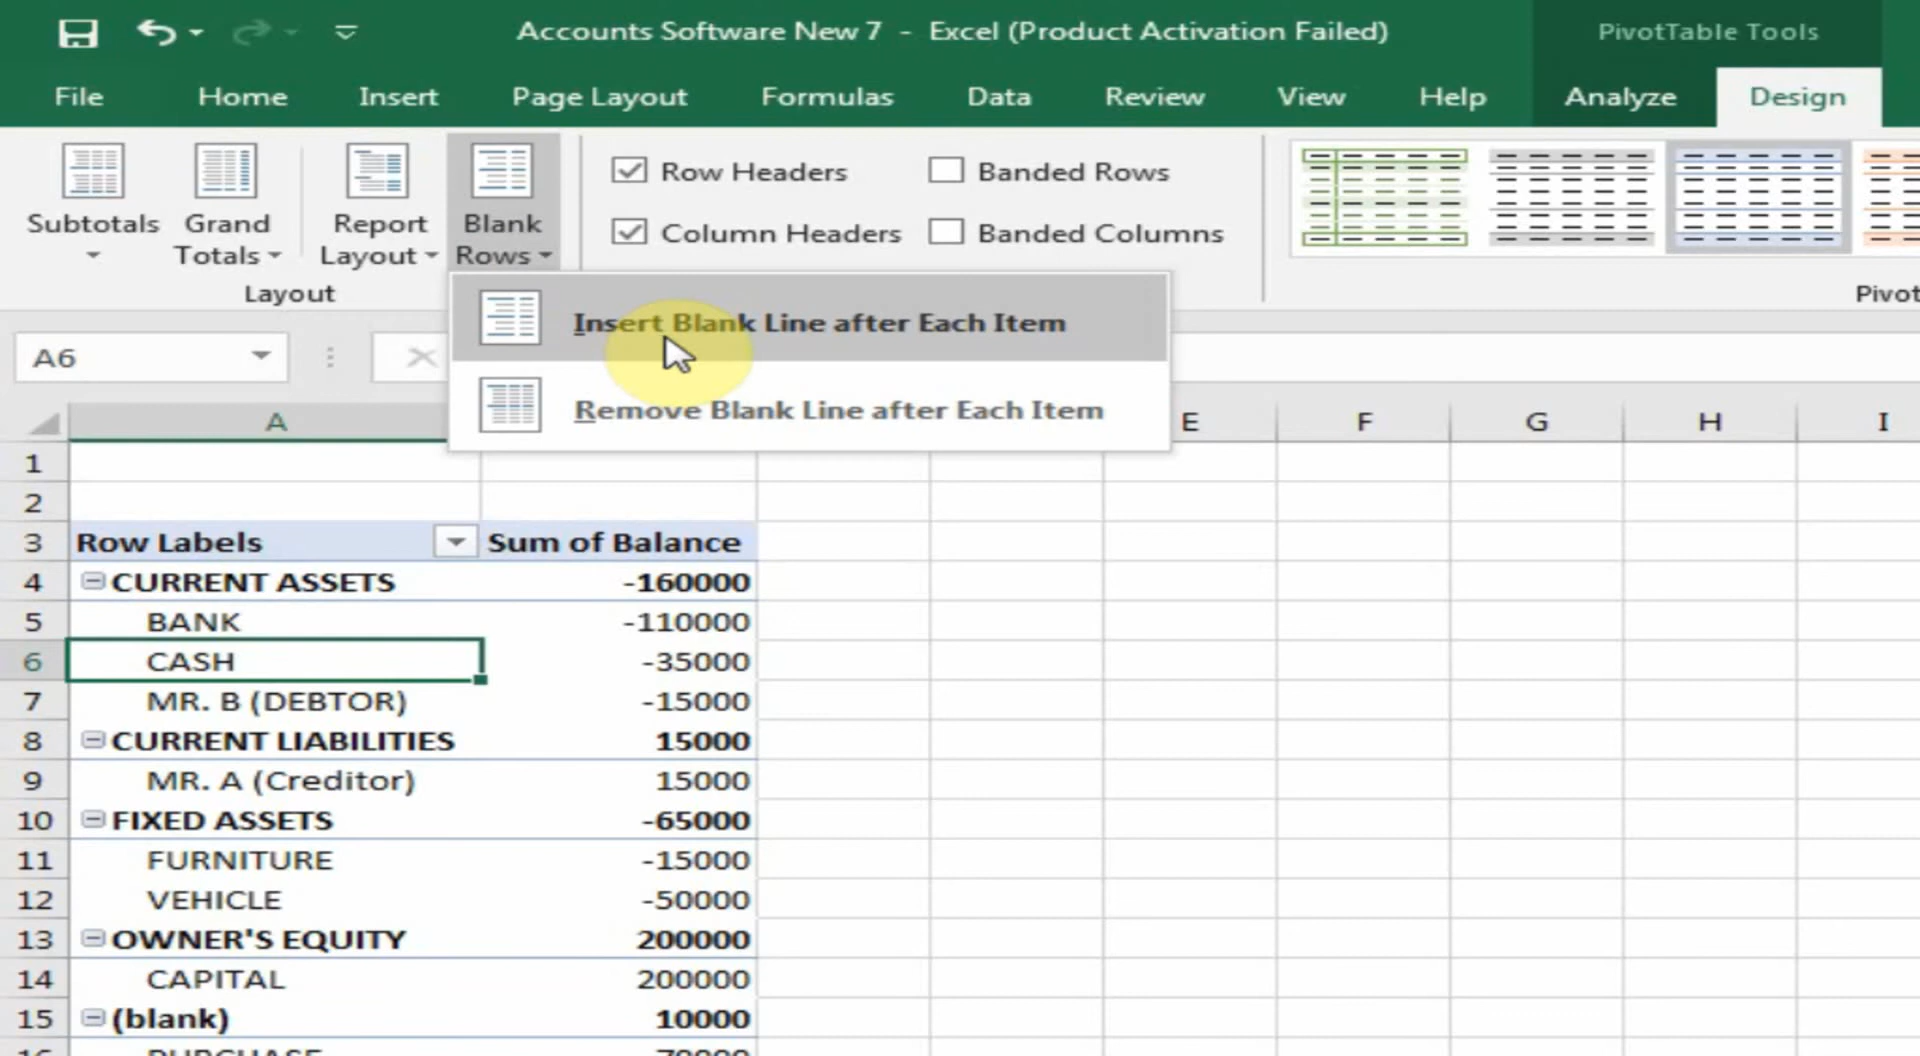 Accounts Software New 7 - Excel (Product Activation Failed)
PivotTable Tools
File Home Insert Page Layout Formulas Data Review View Help Analyze Design
Subtotals
Grand Totals
Report Layout
Blank Rows
Row Headers
Banded Rows
Column Headers
Banded Columns
Layout
Pivot
Insert Blank Line after Each Item
Remove Blank Line after Each Item
A6
A E F G H I
1
2
3 Row Labels Sum of Balance
4 CURRENT ASSETS -160000
5 BANK -110000
6 CASH -35000
7 MR. B (DEBTOR) -15000
8 CURRENT LIABILITIES 15000
9 MR. A (Creditor) 15000
10 FIXED ASSETS -65000
11 FURNITURE -15000
12 VEHICLE -50000
13 OWNER'S EQUITY 200000
14 CAPITAL 200000
15 (blank) 10000